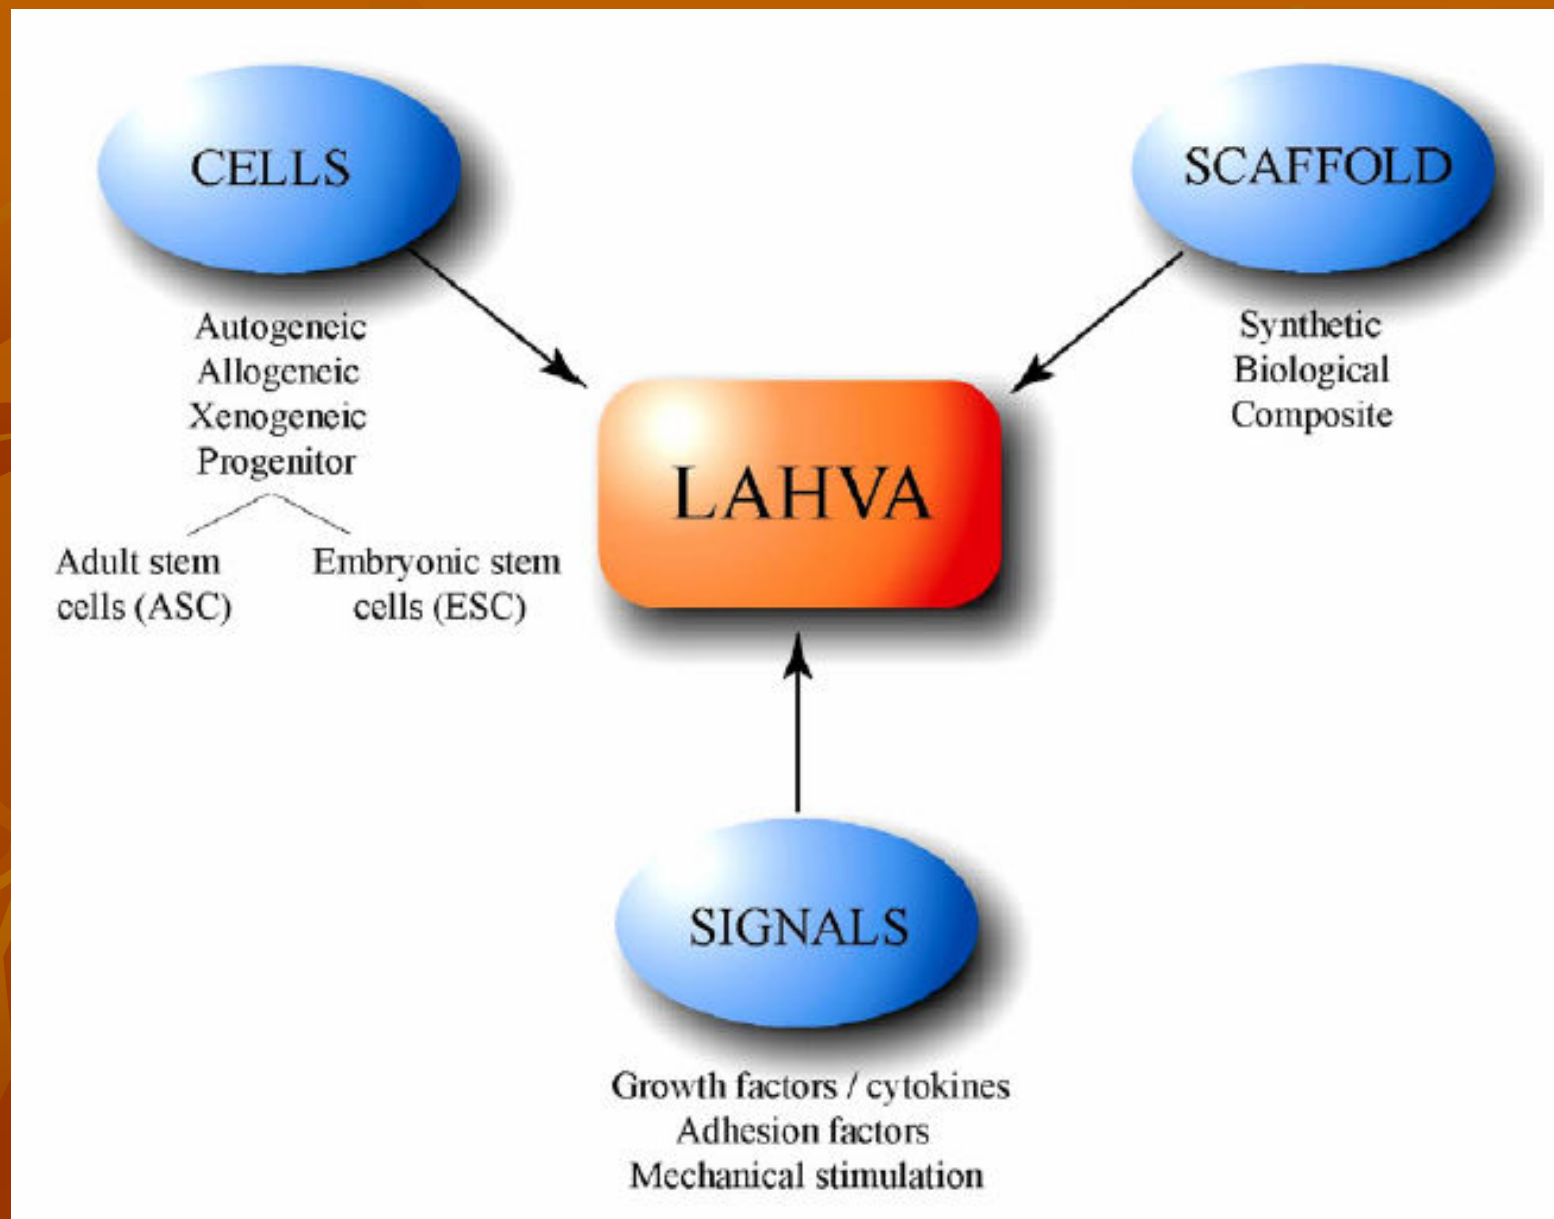 CELLS
Autogeneic
Allogeneic
Xenogeneic
Progenitor
Adult stem
cells (ASC)
Embryonic stem
cells (ESC)
SCAFFOLD
Synthetic
Biological
Composite
LAHVA
SIGNALS
Growth factors / cytokines
Adhesion factors
Mechanical stimulation